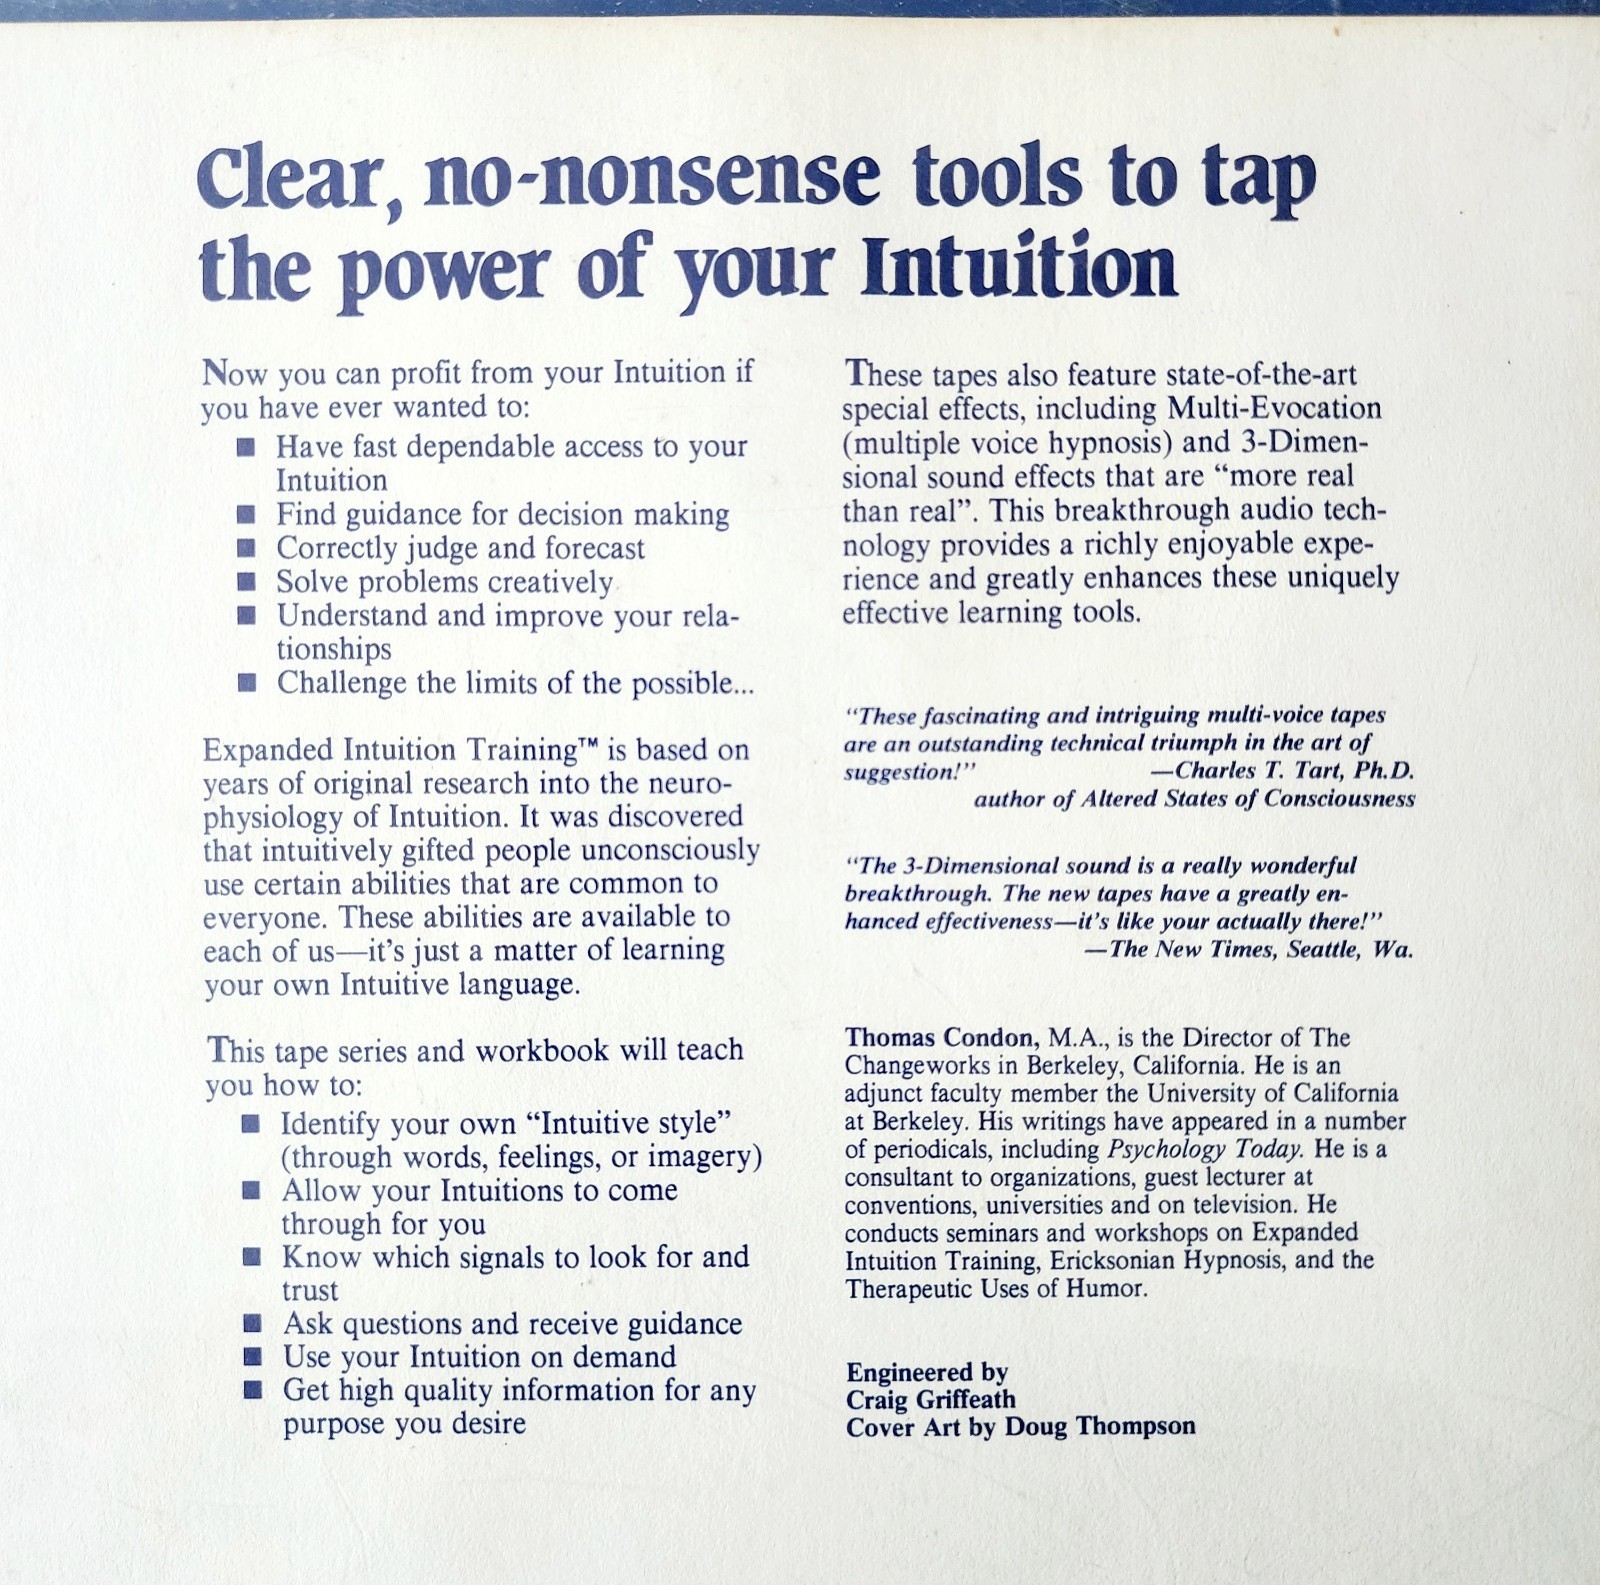 Clear, no-nonsense tools to tap
the power of your Intuition
Now you can profit from your Intuition if
you have ever wanted to:
■ Have fast dependable access to your
Intuition
■ Find guidance for decision making
■ Correctly judge and forecast
■ Solve problems creatively
■ Understand and improve your rela-
tionships
■ Challenge the limits of the possible...
Expanded Intuition Training™ is based on
years of original research into the neuro-
physiology of Intuition. It was discovered
that intuitively gifted people unconsciously
use certain abilities that are common to
everyone. These abilities are available to
each of us—it's just a matter of learning
your own Intuitive language.
This tape series and workbook will teach
you how to:
■ Identify your own “Intuitive style”
(through words, feelings, or imagery)
■ Allow your Intuitions to come
through for you
■ Know which signals to look for and
trust
■ Ask questions and receive guidance
■ Use your Intuition on demand
■ Get high quality information for any
purpose you desire
These tapes also feature state-of-the-art
special effects, including Multi-Evocation
(multiple voice hypnosis) and 3-Dimen-
sional sound effects that are “more real
than real”. This breakthrough audio tech-
nology provides a richly enjoyable expe-
rience and greatly enhances these uniquely
effective learning tools.
“These fascinating and intriguing multi-voice tapes
are an outstanding technical triumph in the art of
suggestion!” —Charles T. Tart, Ph.D.
author of Altered States of Consciousness
“The 3-Dimensional sound is a really wonderful
breakthrough. The new tapes have a greatly en-
hanced effectiveness—it's like your actually there!”
—The New Times, Seattle, Wa.
Thomas Condon, M.A., is the Director of The
Changeworks in Berkeley, California. He is an
adjunct faculty member the University of California
at Berkeley. His writings have appeared in a number
of periodicals, including Psychology Today. He is a
consultant to organizations, guest lecturer at
conventions, universities and on television. He
conducts seminars and workshops on Expanded
Intuition Training, Ericksonian Hypnosis, and the
Therapeutic Uses of Humor.
Engineered by
Craig Griffeath
Cover Art by Doug Thompson